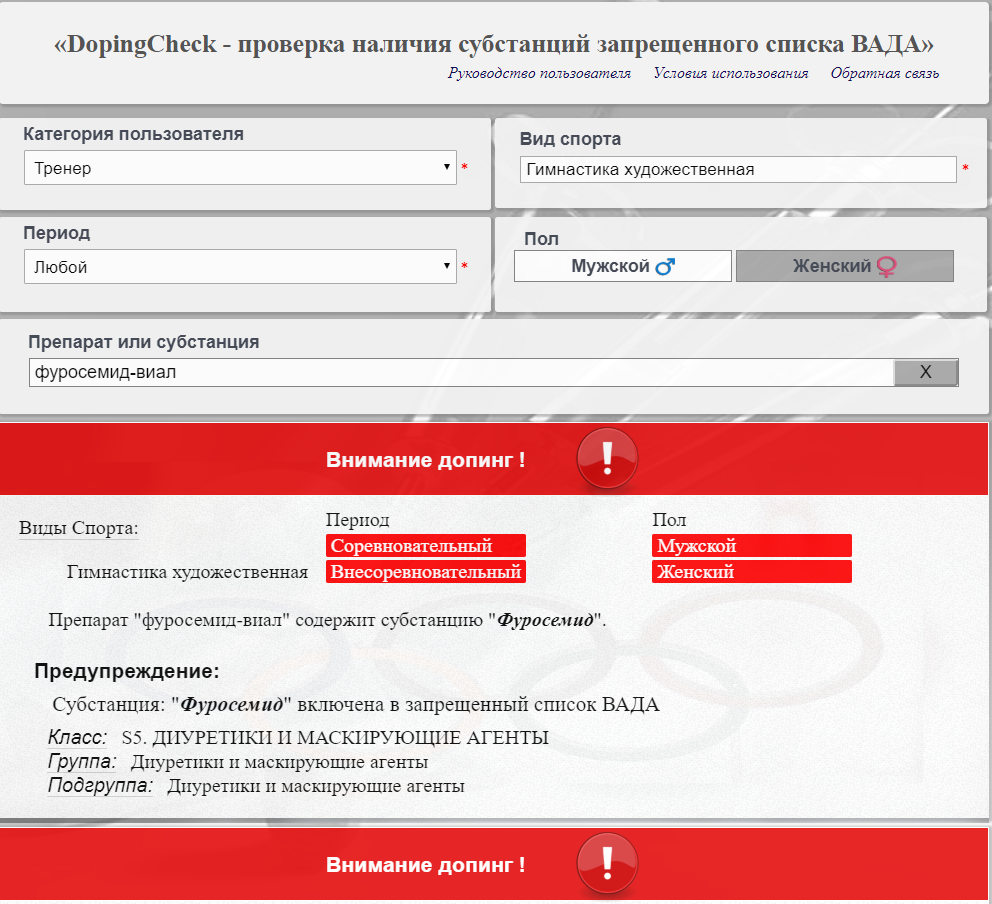 «DopingCheck - проверка наличия субстанций запрещенного списка ВАДА»
Руководство пользователя Условия использования Обратная связь
Категория пользователя
Тренер *
Вид спорта
Гимнастика художественная *
Период
Любой *
Пол
Мужской Женский
Препарат или субстанция
фуросемид-виал X
Внимание допинг ! !
Виды Спорта: Период Пол
Соревновательный Мужской
Гимнастика художественная Внесоревновательный Женский
Препарат "фуросемид-виал" содержит субстанцию "Фуросемид".
Предупреждение:
Субстанция: "Фуросемид" включена в запрещенный список ВАДА
Класс: S5. ДИУРЕТИКИ И МАСКИРУЮЩИЕ АГЕНТЫ
Группа: Диуретики и маскирующие агенты
Подгруппа: Диуретики и маскирующие агенты
Внимание допинг ! !